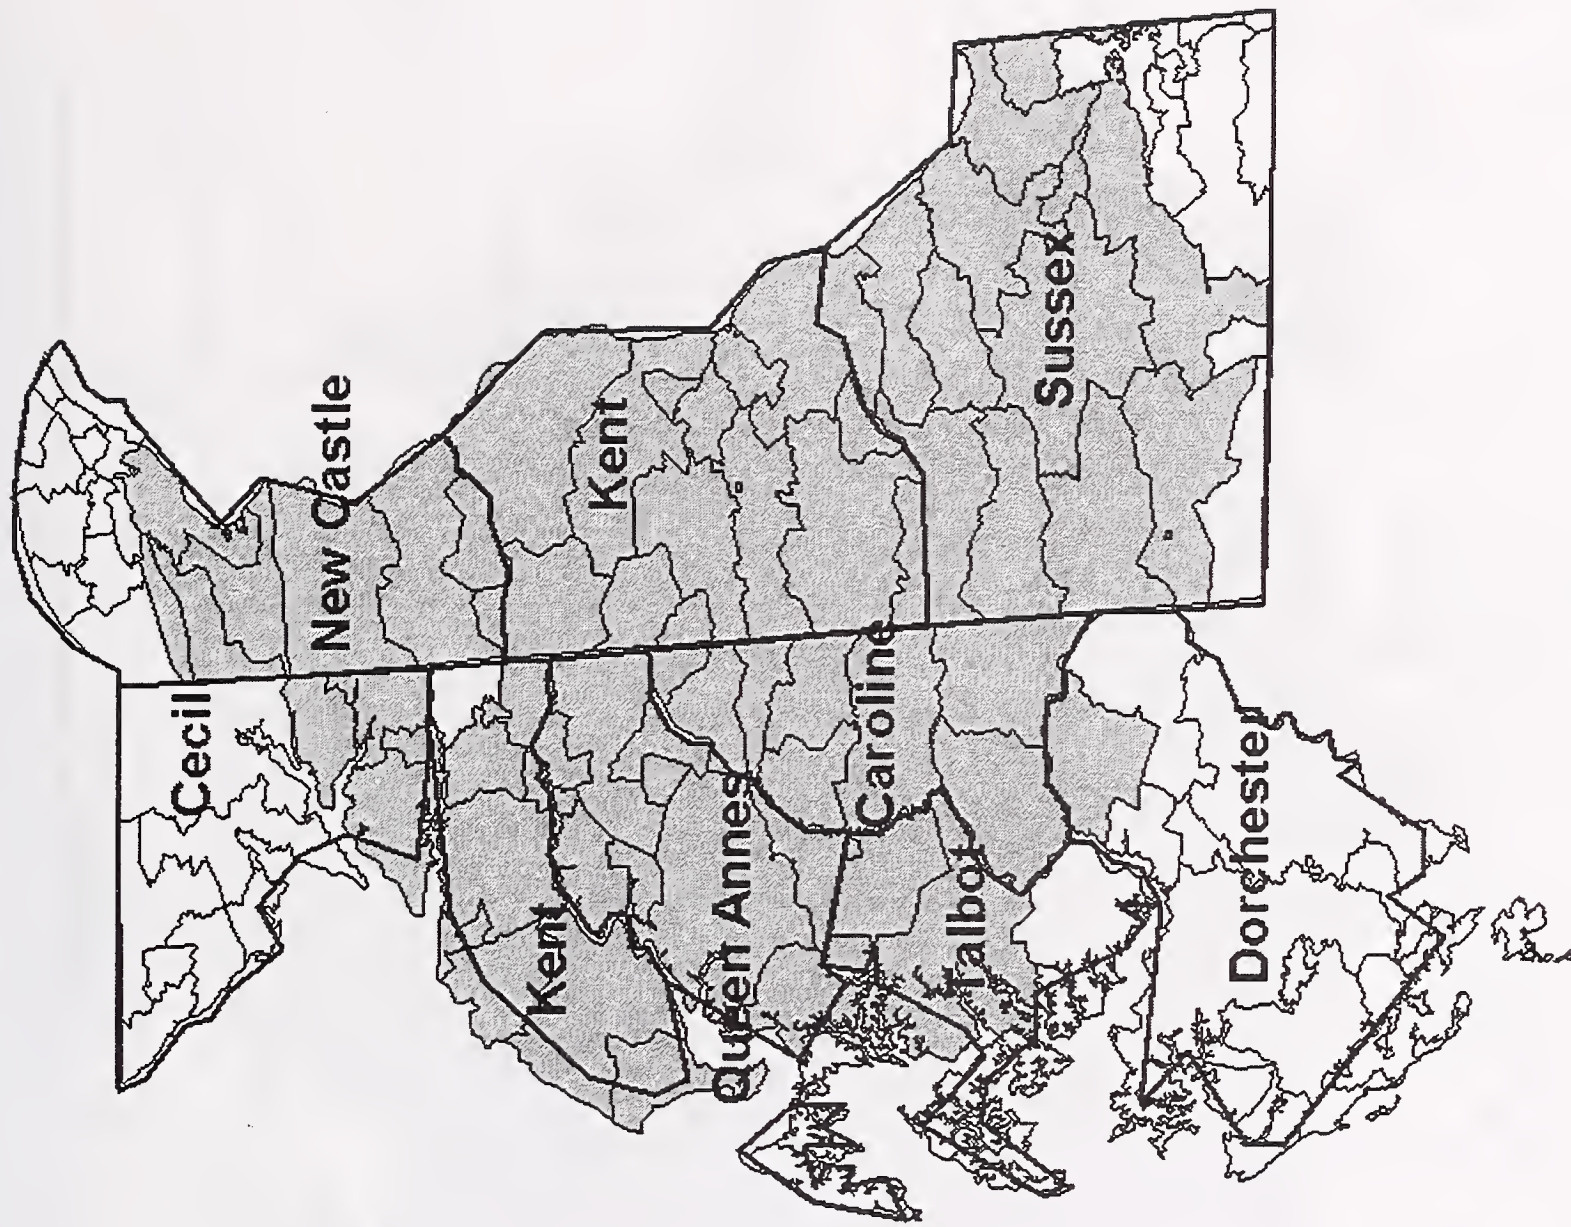 New Castle
Cecil
Kent
Kent
Queen Annes
Caroline
Talbot
Sussex
Dorchester